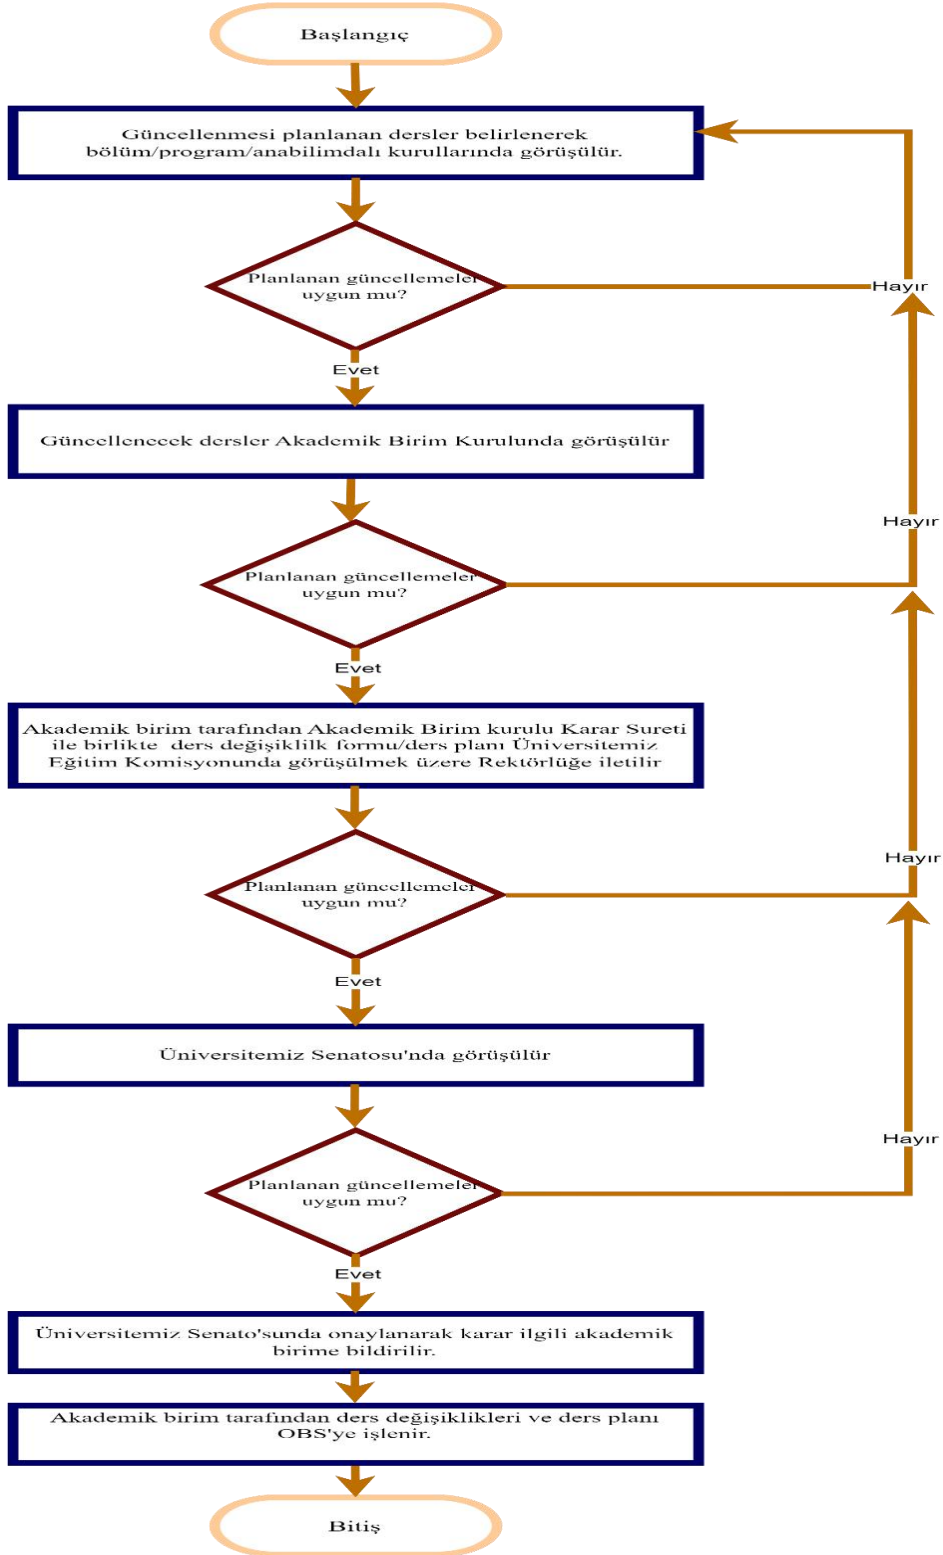 Başlangıç
Güncellenmesi planlanan dersler belirlenerek
bölüm/program/anabilimdalı kurullarında görüşülür.
Planlanan güncellemeler
uygun mu?
Hayır
Evet
Güncellenecek dersler Akademik Birim Kurulunda görüşülür
Hayır
Planlanan güncellemeler
uygun mu?
Evet
Akademik birim tarafından Akademik Birim kurulu Karar Sureti
ile birlikte ders değişiklilk formu/ders planı Üniversitemiz
Eğitim Komisyonunda görüşülmek üzere Rektörlüğe iletilir
Hayır
Planlanan güncellemeler
uygun mu?
Evet
Üniversitemiz Senatosu'nda görüşülür
Hayır
Planlanan güncellemeler
uygun mu?
Evet
Üniversitemiz Senato'sunda onaylanarak karar ilgili akademik
birime bildirilir.
Akademik birim tarafından ders değişiklikleri ve ders planı
OBS'ye işlenir.
Bitiş